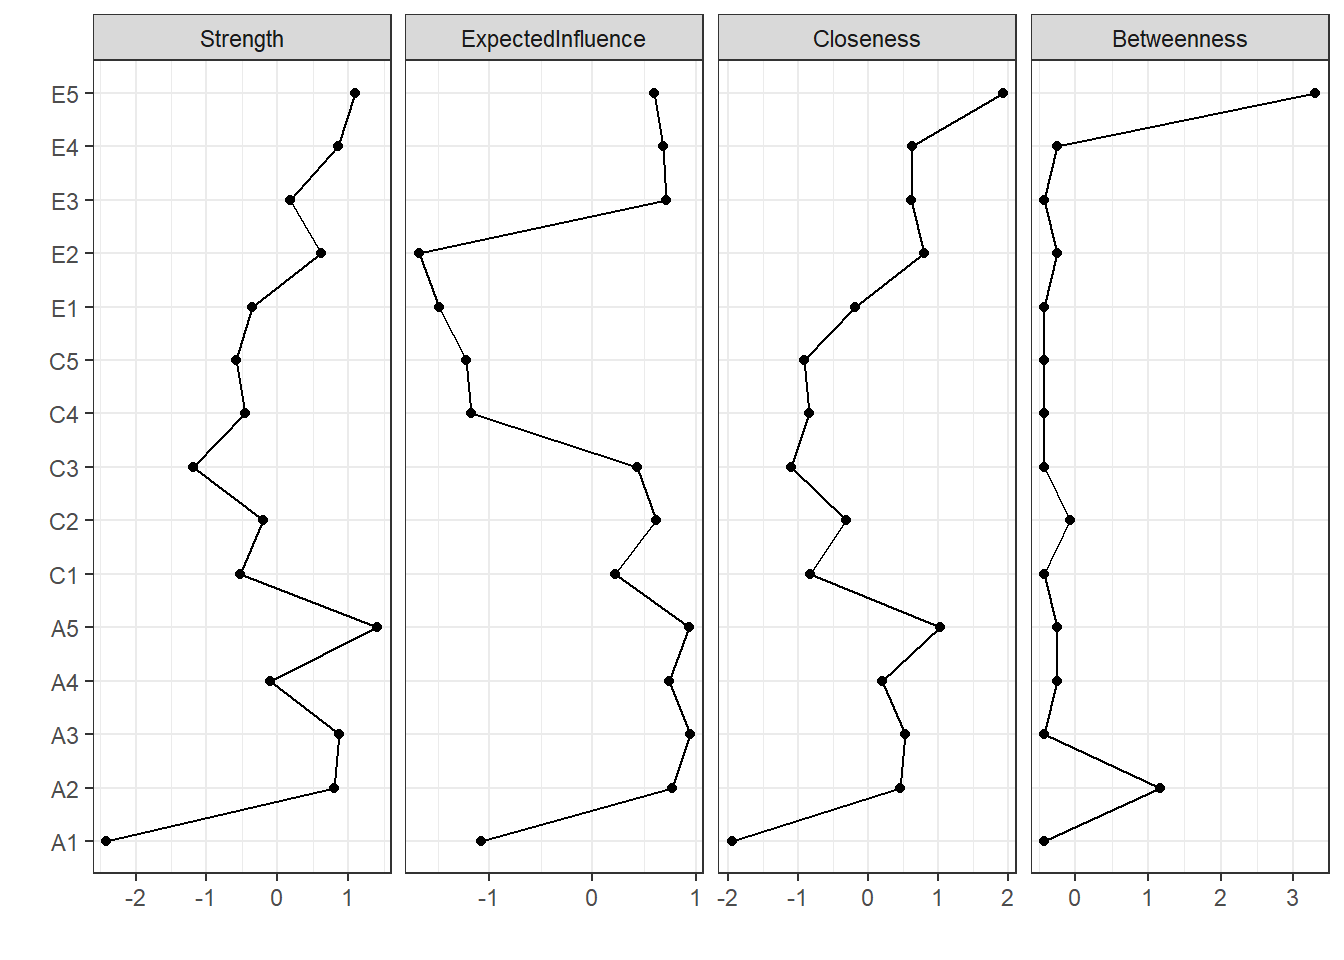 Strength ExpectedInfluence Closeness Betweenness
E5
E4
E3
E2
E1
C5
C4
C3
C2
C1
A5
A4
A3
A2
A1
-2 -1 0 1 -1 0 1 -2 -1 0 1 2 0 1 2 3